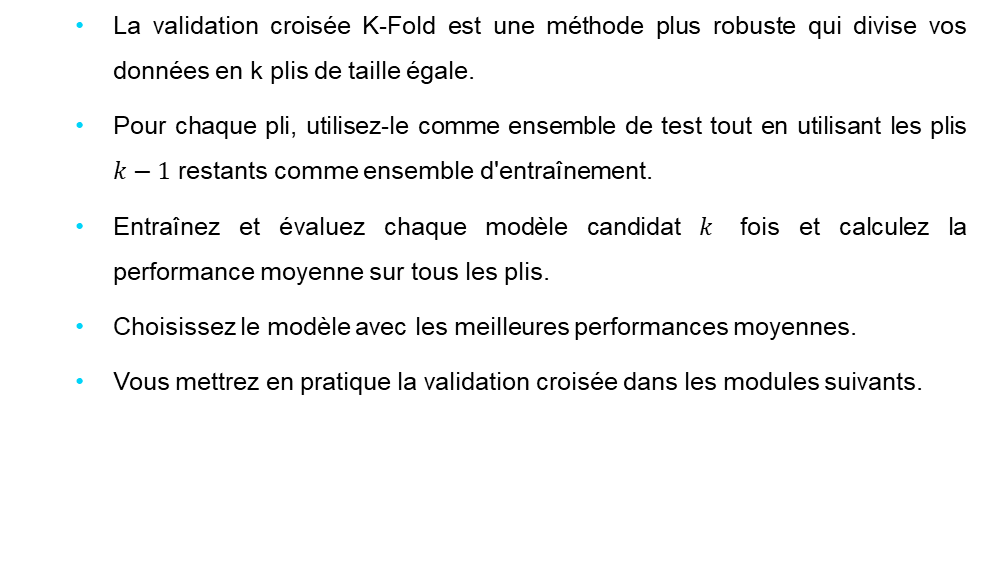 • La validation croisée K-Fold est une méthode plus robuste qui divise vos
données en k plis de taille égale.
• Pour chaque pli, utilisez-le comme ensemble de test tout en utilisant les plis
𝑘 − 1 restants comme ensemble d'entraînement.
• Entraînez et évaluez chaque modèle candidat 𝑘 fois et calculez la
performance moyenne sur tous les plis.
• Choisissez le modèle avec les meilleures performances moyennes.
• Vous mettrez en pratique la validation croisée dans les modules suivants.